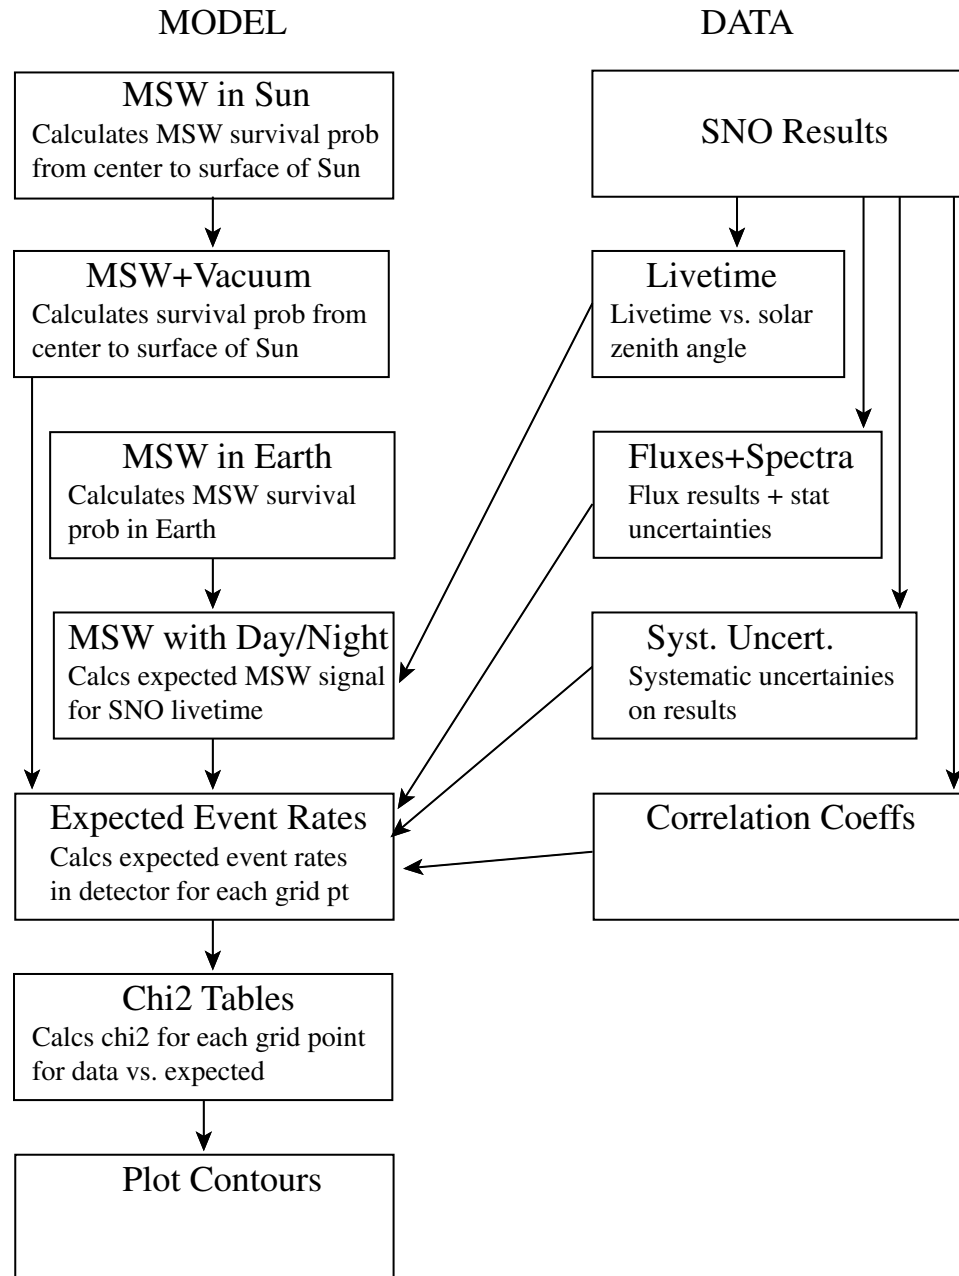 MODEL
MSW in Sun
Calculates MSW survival prob
from center to surface of Sun
MSW+Vacuum
Calculates survival prob from
center to surface of Sun
MSW in Earth
Calculates MSW survival
prob in Earth
MSW with Day/Night
Calcs expected MSW signal
for SNO livetime
Expected Event Rates
Calcs expected event rates
in detector for each grid pt
Chi2 Tables
Calcs chi2 for each grid point
for data vs. expected
Plot Contours
DATA
SNO Results
Livetime
Livetime vs. solar
zenith angle
Fluxes+Spectra
Flux results + stat
uncertainties
Syst. Uncert.
Systematic uncertainies
on results
Correlation Coeffs